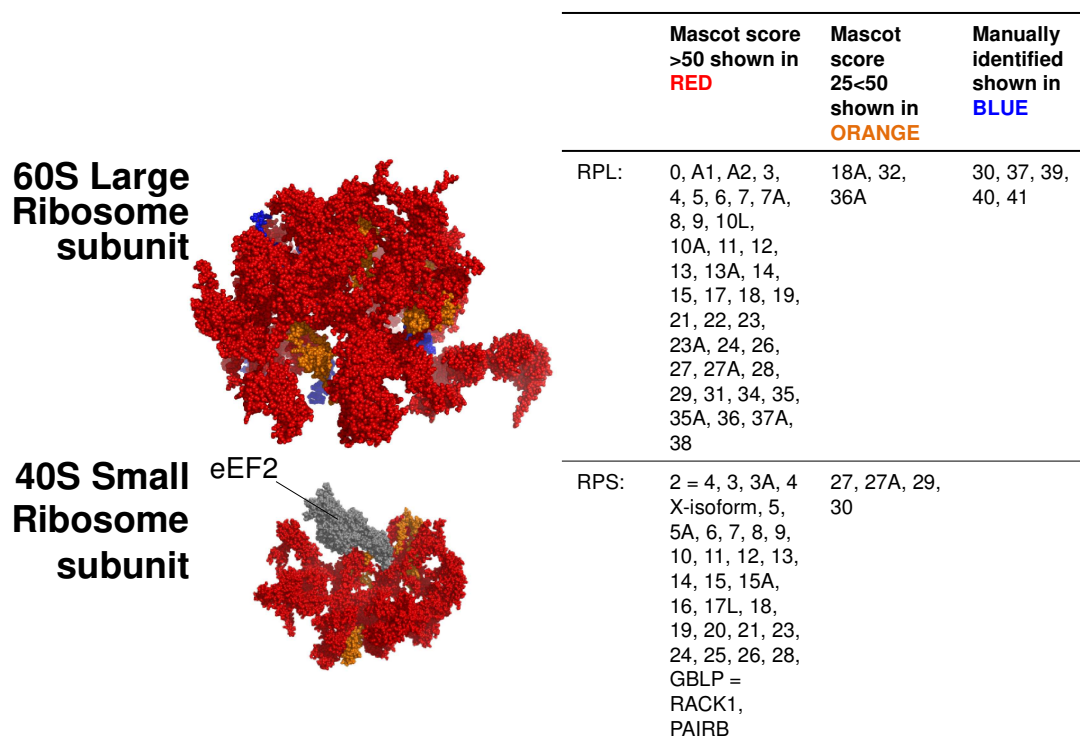 60S Large
Ribosome
subunit
40S Small
Ribosome
subunit
eEF2
Mascot score
>50 shown in
RED
Mascot
score
25<50
shown in
ORANGE
Manually
identified
shown in
BLUE
RPL:
0, A1, A2, 3,
4, 5, 6, 7, 7A,
8, 9, 10L,
10A, 11, 12,
13, 13A, 14,
15, 17, 18, 19,
21, 22, 23,
23A, 24, 26,
27, 27A, 28,
29, 31, 34, 35,
35A, 36, 37A,
38
18A, 32,
36A
30, 37, 39,
40, 41
RPS:
2 = 4, 3, 3A, 4
X-isoform, 5,
5A, 6, 7, 8, 9,
10, 11, 12, 13,
14, 15, 15A,
16, 17L, 18,
19, 20, 21, 23,
24, 25, 26, 28,
GBLP =
RACK1,
PAIRB
27, 27A, 29,
30